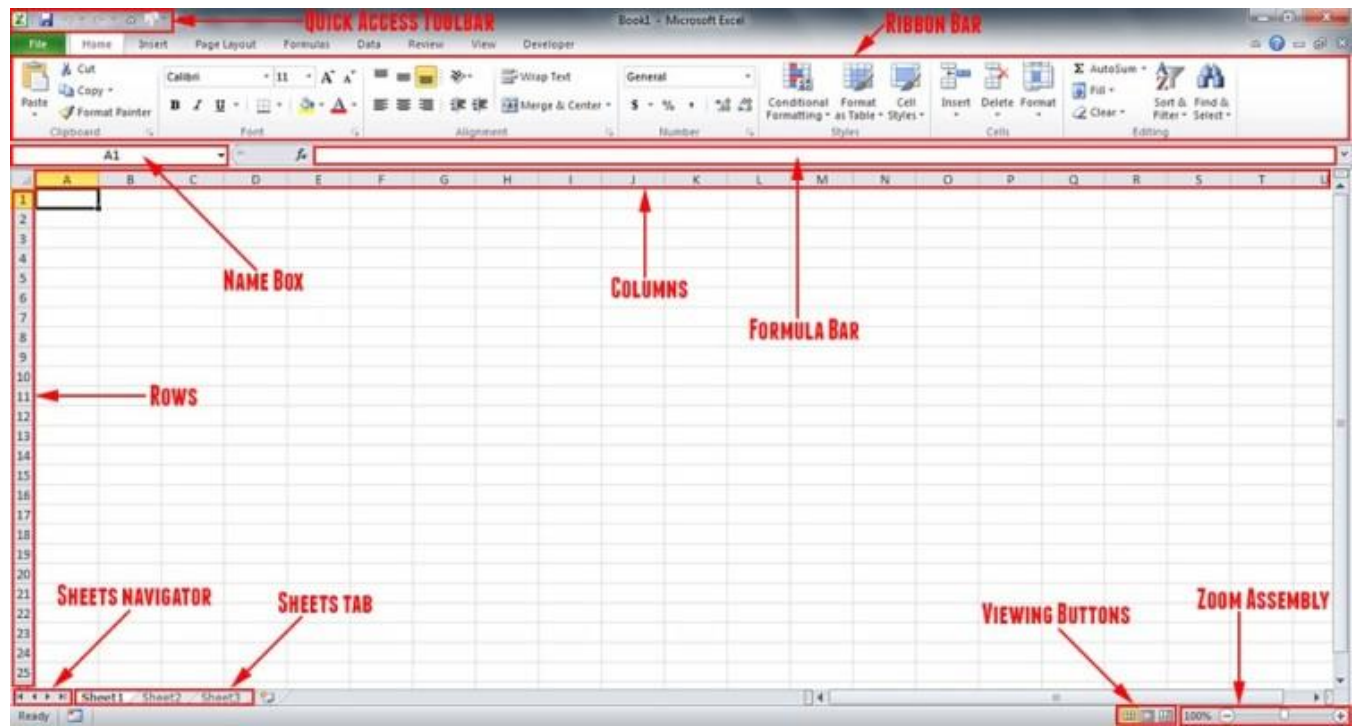 QUICK ACCESS TOOLBAR
Book1 - Microsoft Excel
RIBBON BAR
File Home Insert Page Layout Formulas Data Review View Developer
Cut
Copy
Format Painter
Paste
Clipboard
Calibri 11
B I U
Font
Wrap Text
Merge & Center
Alignment
General
$ %
Number
Conditional Formatting
Format as Table
Cell Styles
Styles
Insert Delete Format
Cells
Σ AutoSum
Fill
Clear
Sort & Filter
Find & Select
Editing
A1 fx
A B C D E F G H I J K L M N O P Q R S T U
1
2
3
4
5
6
7
8
9
10
11
12
13
14
15
16
17
18
19
20
21
22
23
24
25
NAME BOX
COLUMNS
FORMULA BAR
ROWS
SHEETS NAVIGATOR
SHEETS TAB
VIEWING BUTTONS
ZOOM ASSEMBLY
Sheet1 Sheet2 Sheet3
Ready 100%